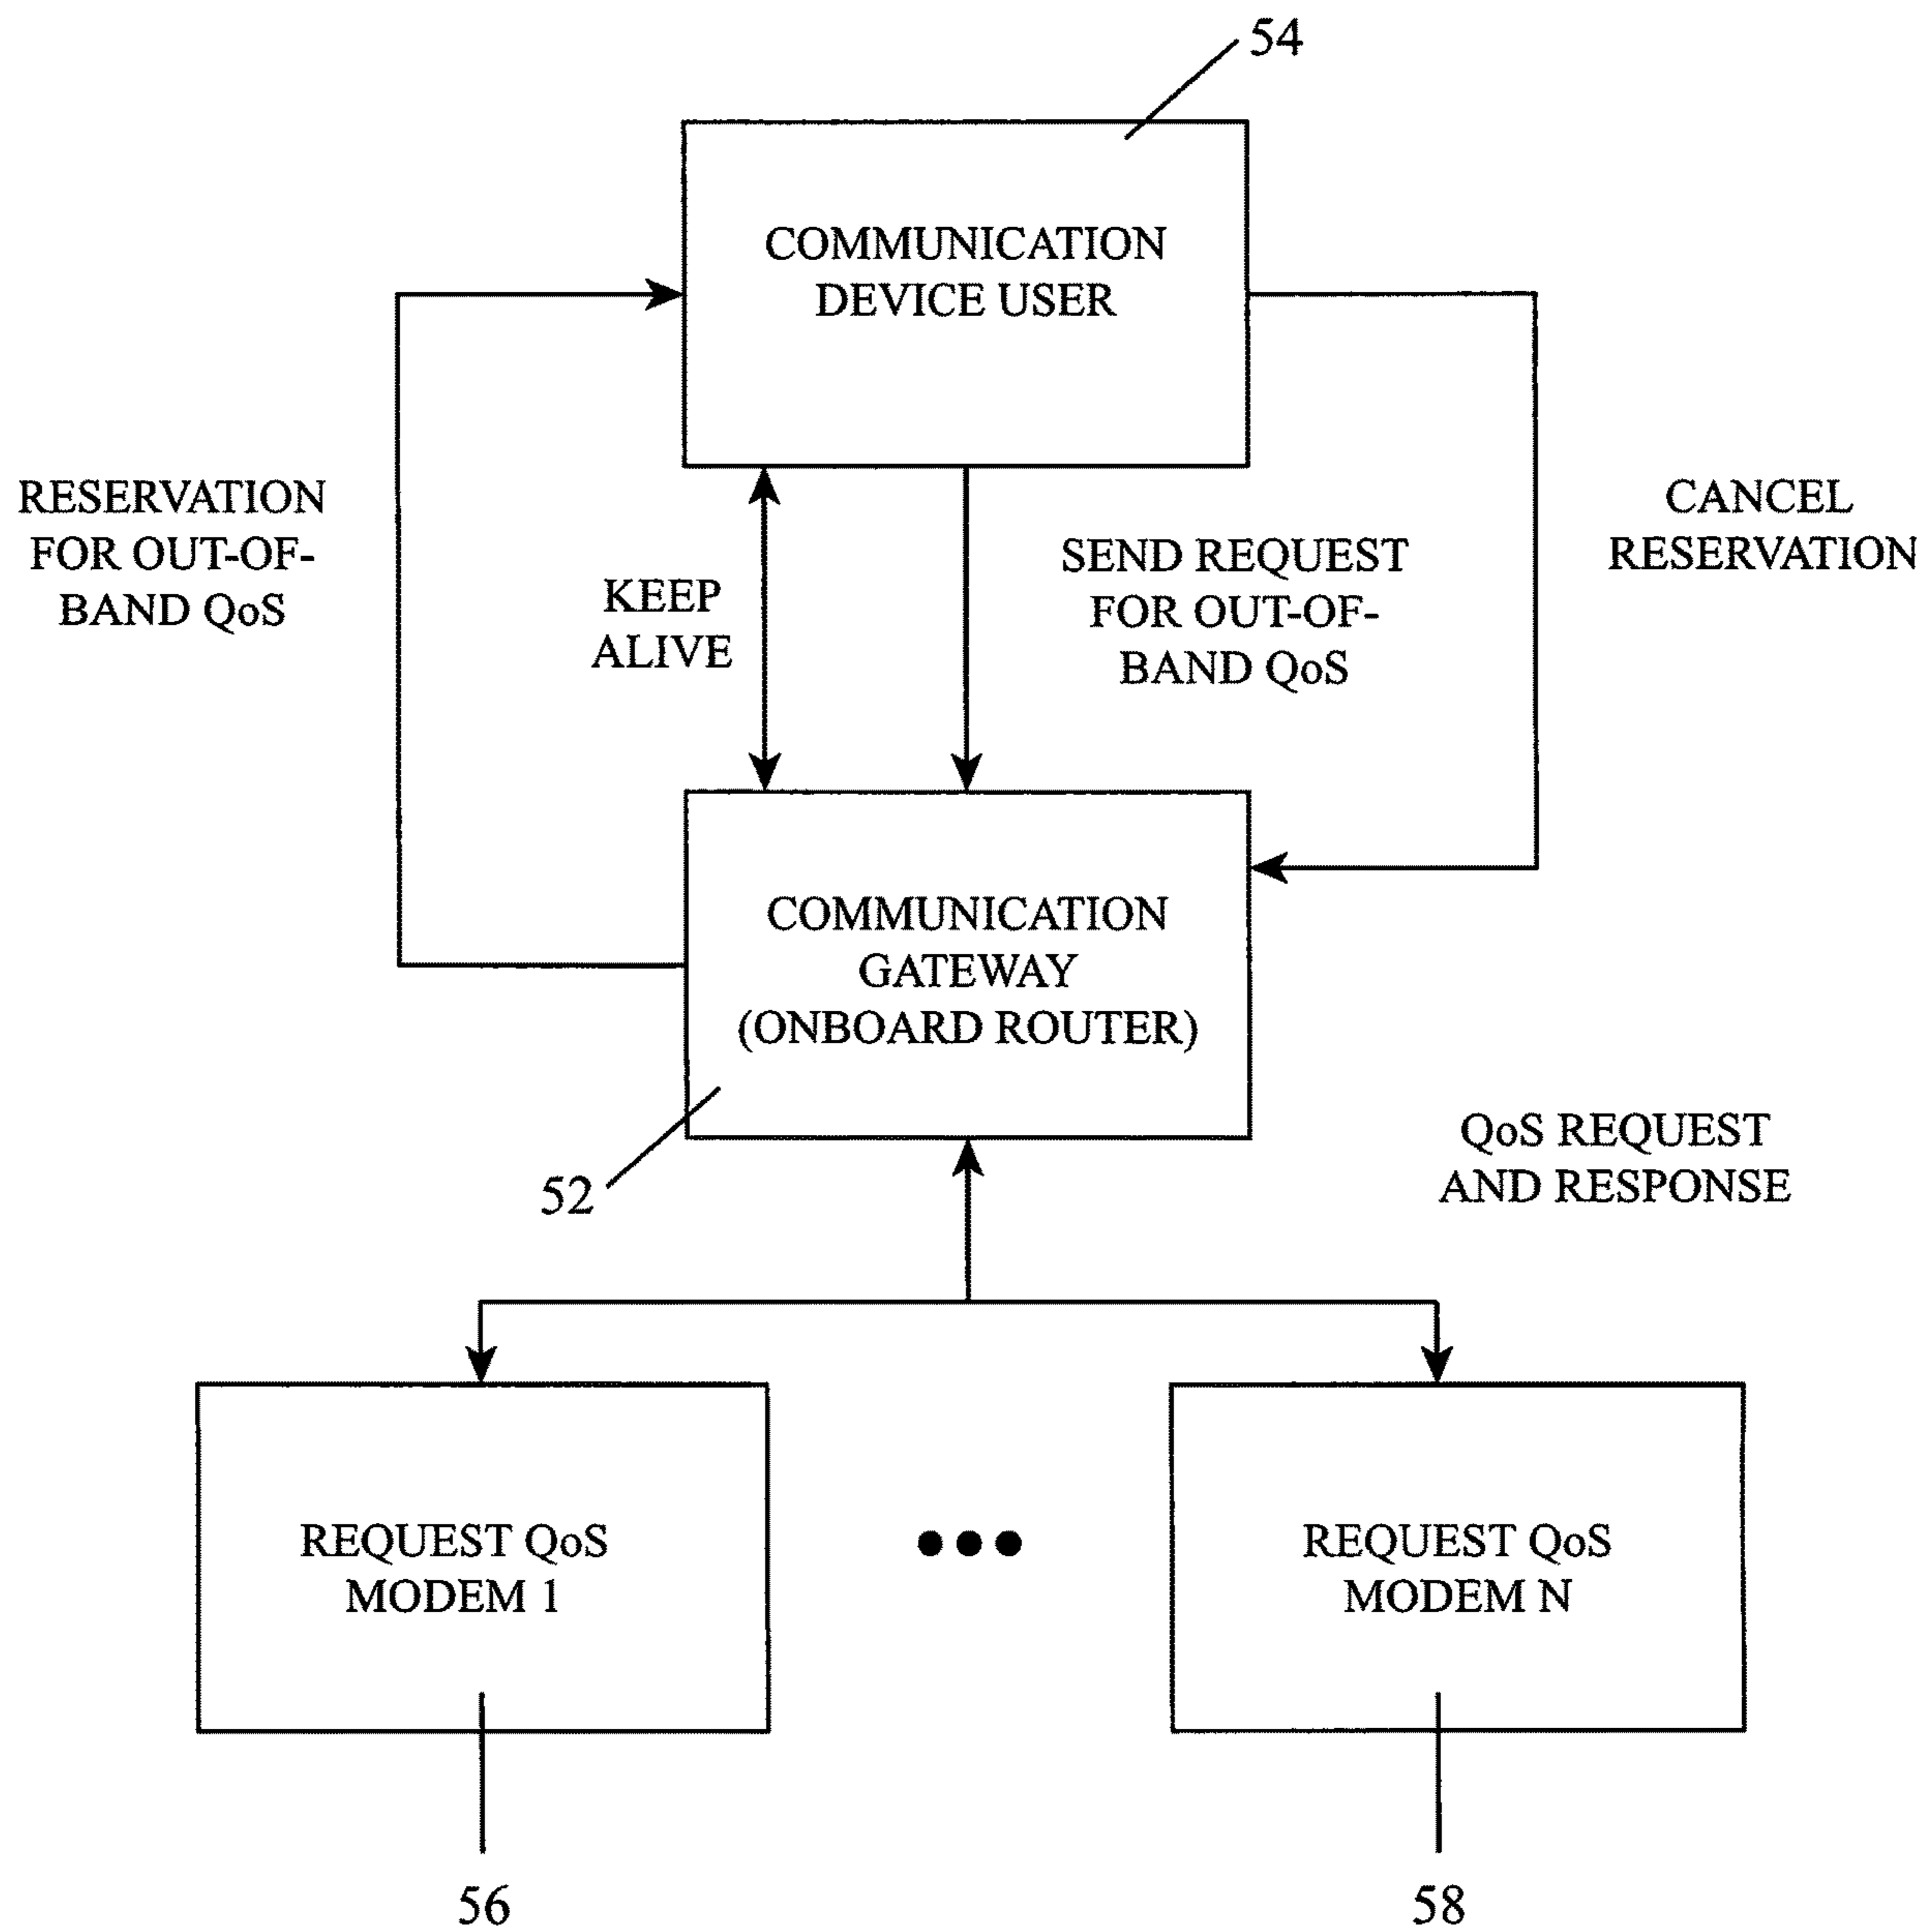 54
COMMUNICATION
DEVICE USER
RESERVATION
FOR OUT-OF-
BAND QoS
KEEP
ALIVE
SEND REQUEST
FOR OUT-OF-
BAND QoS
CANCEL
RESERVATION
COMMUNICATION
GATEWAY
(ONBOARD ROUTER)
52
QoS REQUEST
AND RESPONSE
REQUEST QoS
MODEM 1
REQUEST QoS
MODEM N
56
58